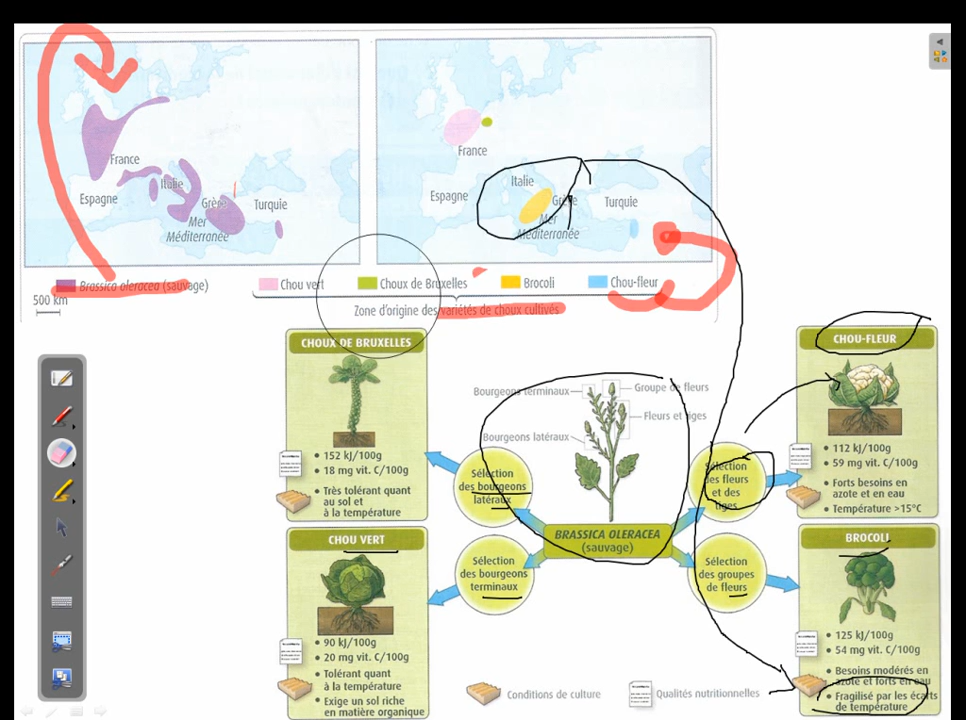 France
Espagne
Italie
Grèce
Turquie
Mer
Méditerranée
France
Espagne
Italie
Grèce
Turquie
Mer
Méditerranée
Brassica oleracea (sauvage)
Chou vert
Choux de Bruxelles
Brocoli
Chou-fleur
500 km
Zone d'origine des variétés de choux cultivés
CHOUX DE BRUXELLES
• 152 kJ/100g
• 18 mg vit. C/100g
• Très tolérant quant
au sol et
à la température
CHOU VERT
• 90 kJ/100g
• 20 mg vit. C/100g
• Tolérant quant
à la température
• Exige un sol riche
en matière organique
Bourgeons terminaux
Groupe de fleurs
Fleurs et tiges
Bourgeons latéraux
Sélection
des bourgeons
latéraux
Sélection
des fleurs
et des
tiges
BRASSICA OLERACEA
(sauvage)
Sélection
des bourgeons
terminaux
Sélection
des groupes
de fleurs
CHOU-FLEUR
• 112 kJ/100g
• 59 mg vit. C/100g
• Forts besoins en
azote et en eau
• Température >15°C
BROCOLI
• 125 kJ/100g
• 54 mg vit. C/100g
• Besoins modérés en
azote et forts en eau
• Fragilisé par les écarts
de température
Conditions de culture
Qualités nutritionnelles